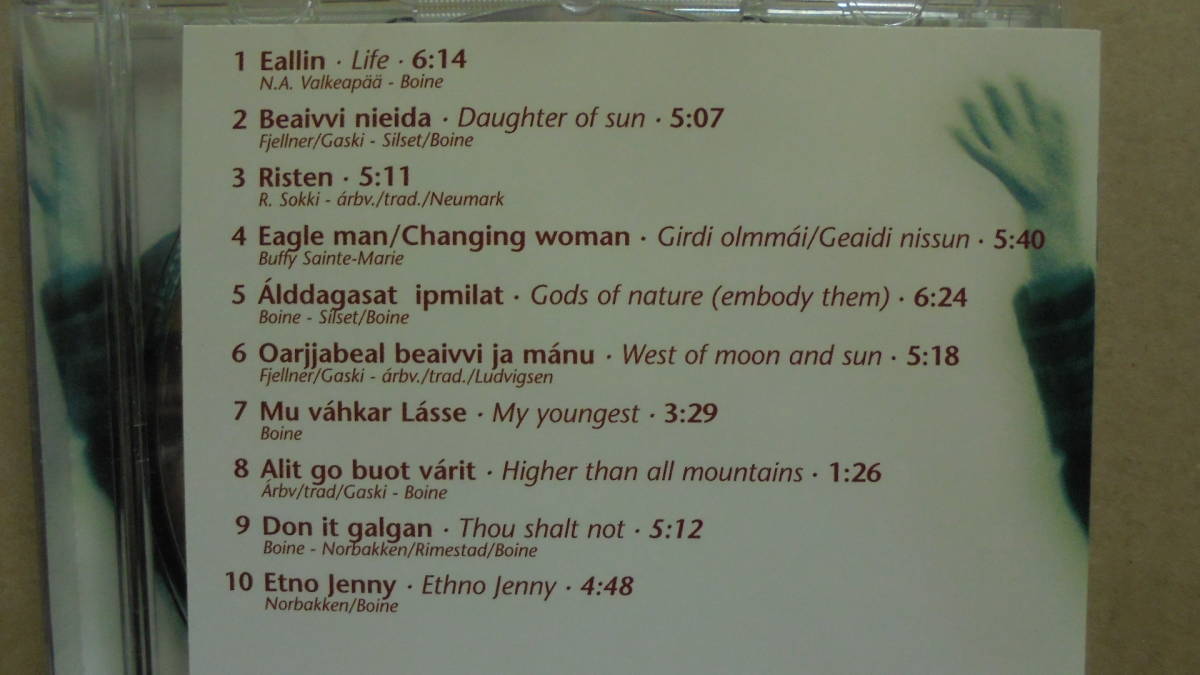 1 Eallin · Life · 6:14
N.A. Valkeapää - Boine
2 Beaivvi nieida · Daughter of sun · 5:07
Fjellner/Gaski - Silset/Boine
3 Risten · 5:11
R. Sokki - árbv./trad./Neumark
4 Eagle man/Changing woman · Girdi olmmái/Geaidi nissun · 5:40
Buffy Sainte-Marie
5 Álddagasat ipmilat · Gods of nature (embody them) · 6:24
Boine - Silset/Boine
6 Oarjjabeal beaivvi ja mánu · West of moon and sun · 5:18
Fjellner/Gaski - árbv./trad./Ludvigsen
7 Mu váhkar Lásse · My youngest · 3:29
Boine
8 Alit go buot várit · Higher than all mountains · 1:26
Árbv/trad/Gaski - Boine
9 Don it galgan · Thou shalt not · 5:12
Boine - Norbakken/Rimestad/Boine
10 Etno Jenny · Ethno Jenny · 4:48
Norbakken/Boine